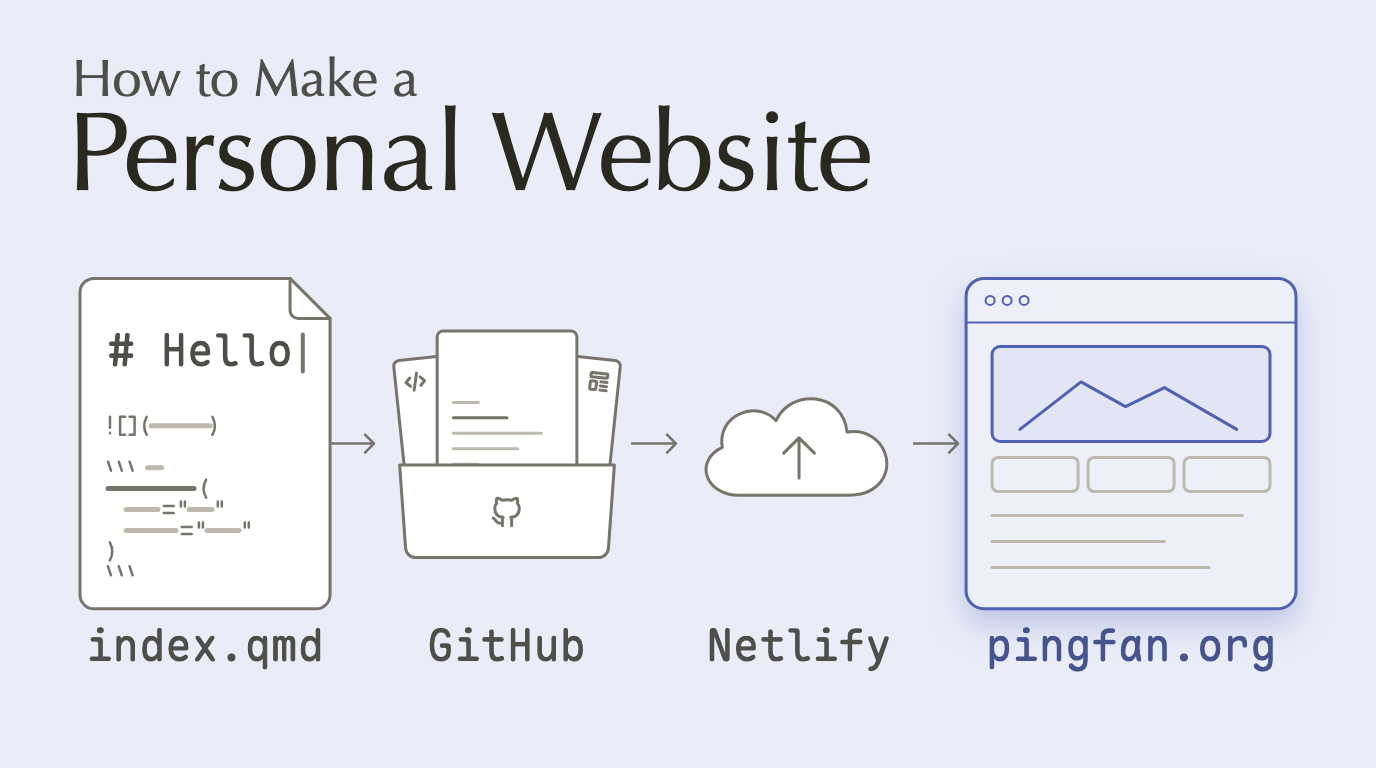 How to Make a
Personal Website
# Hello|
![]( )
\\\
(
=""
=""
)
\\\
</>
index.qmd
GitHub
Netlify
pingfan.org